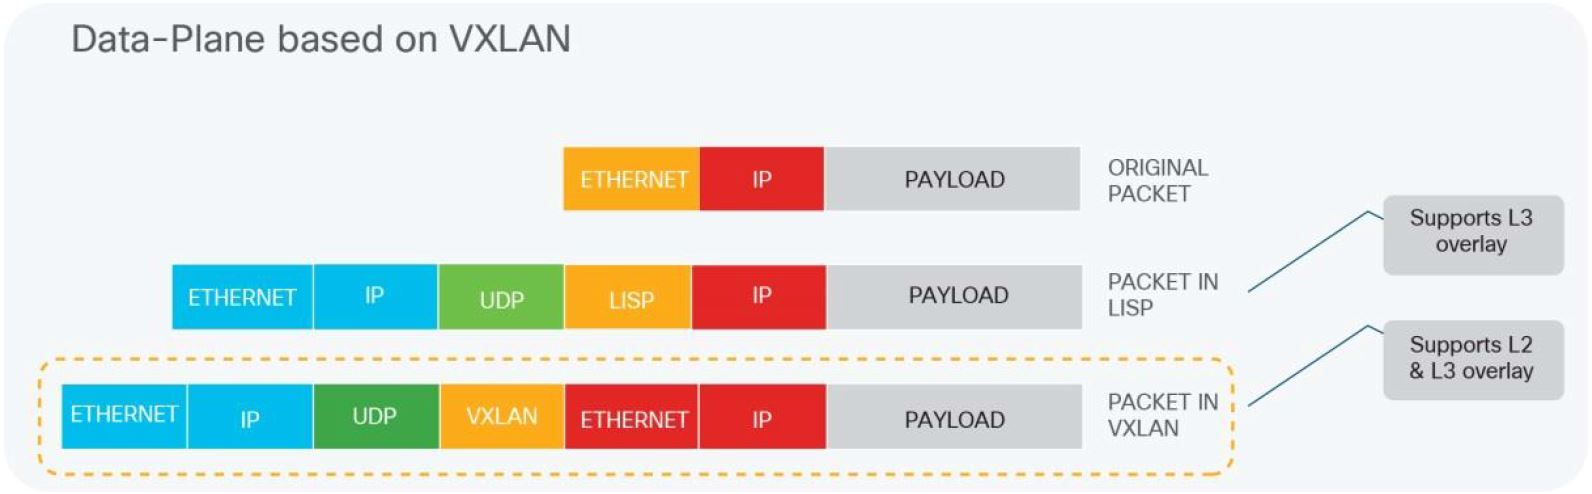 Data-Plane based on VXLAN
ETHERNET IP PAYLOAD
ORIGINAL
PACKET
Supports L3
overlay
ETHERNET IP UDP LISP IP PAYLOAD
PACKET IN
LISP
Supports L2
& L3 overlay
ETHERNET IP UDP VXLAN ETHERNET IP PAYLOAD
PACKET IN
VXLAN